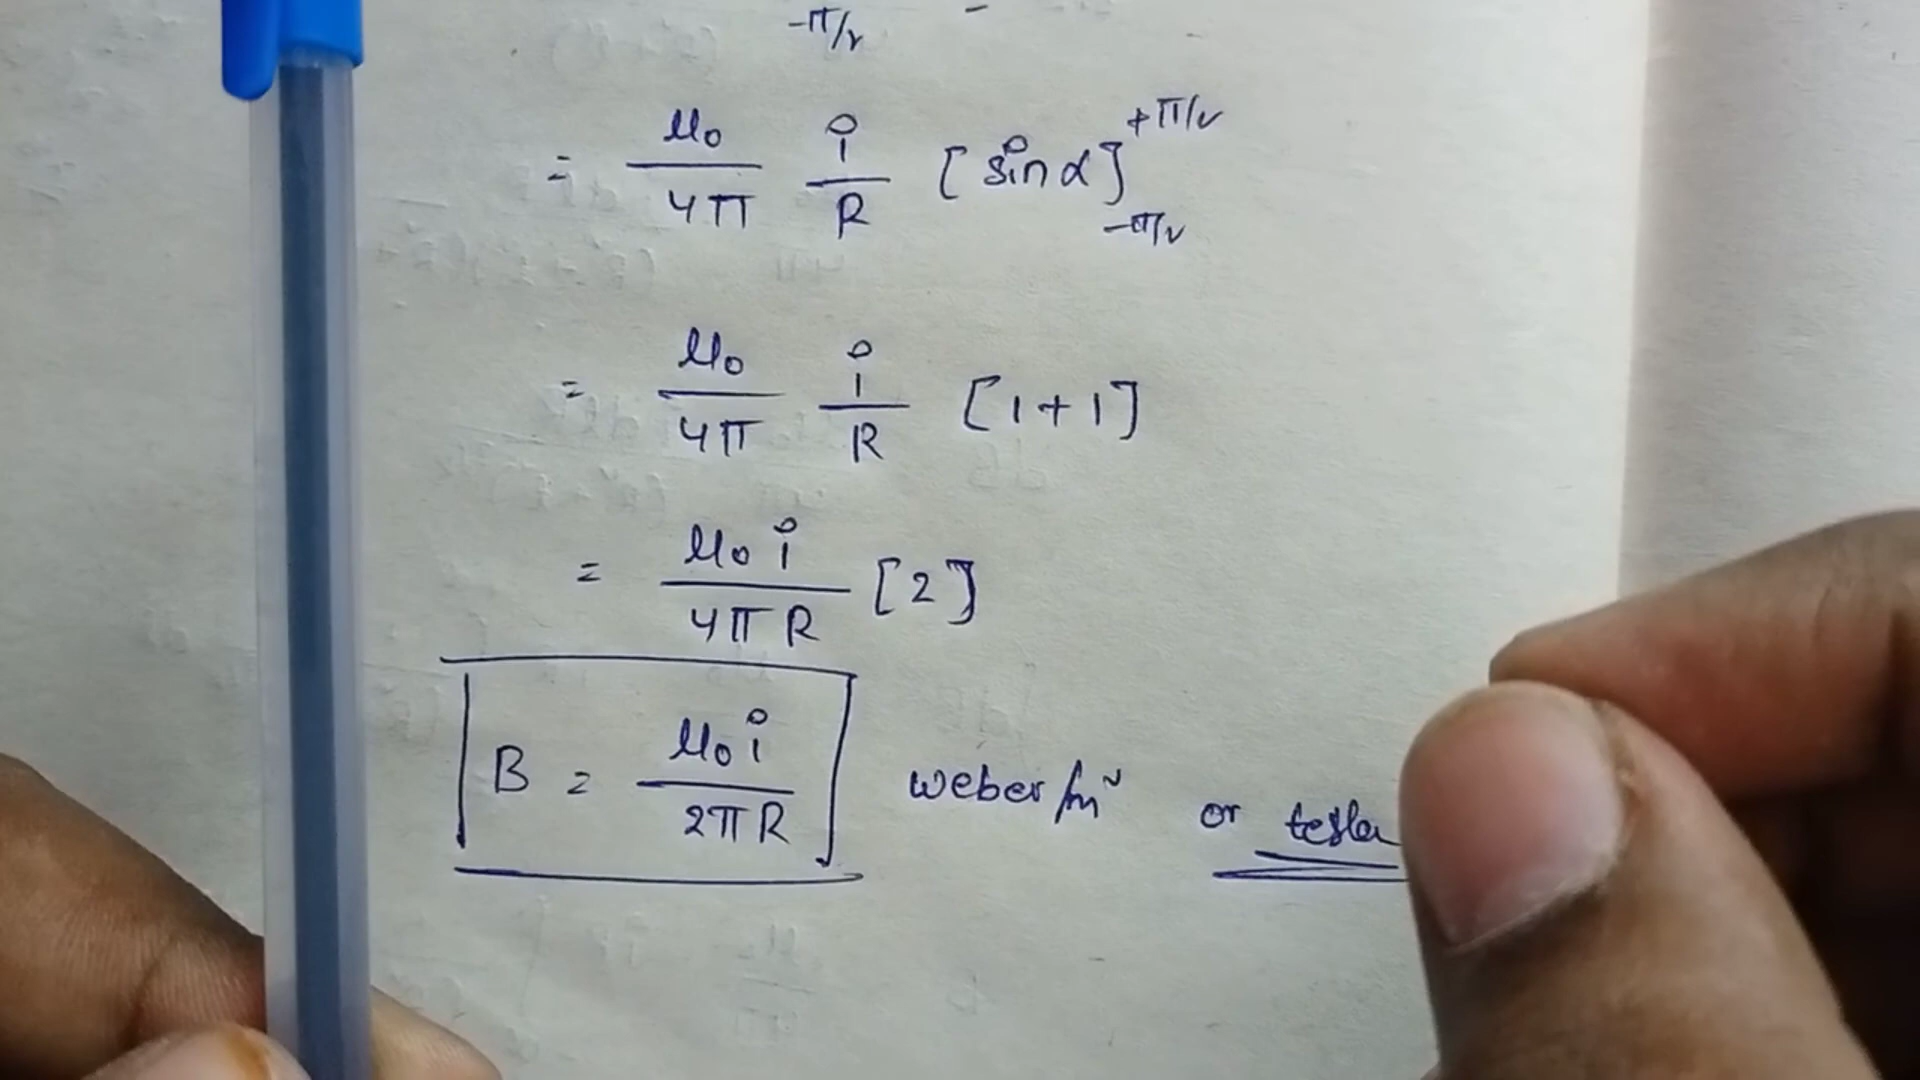 -π/2 -
= μ₀/4π i/R [sin α]^{+π/2}_{-π/2}
= μ₀/4π i/R [1+1]
= μ₀ i/4πR [2]
B = μ₀ i/2πR weber/m² or tesla